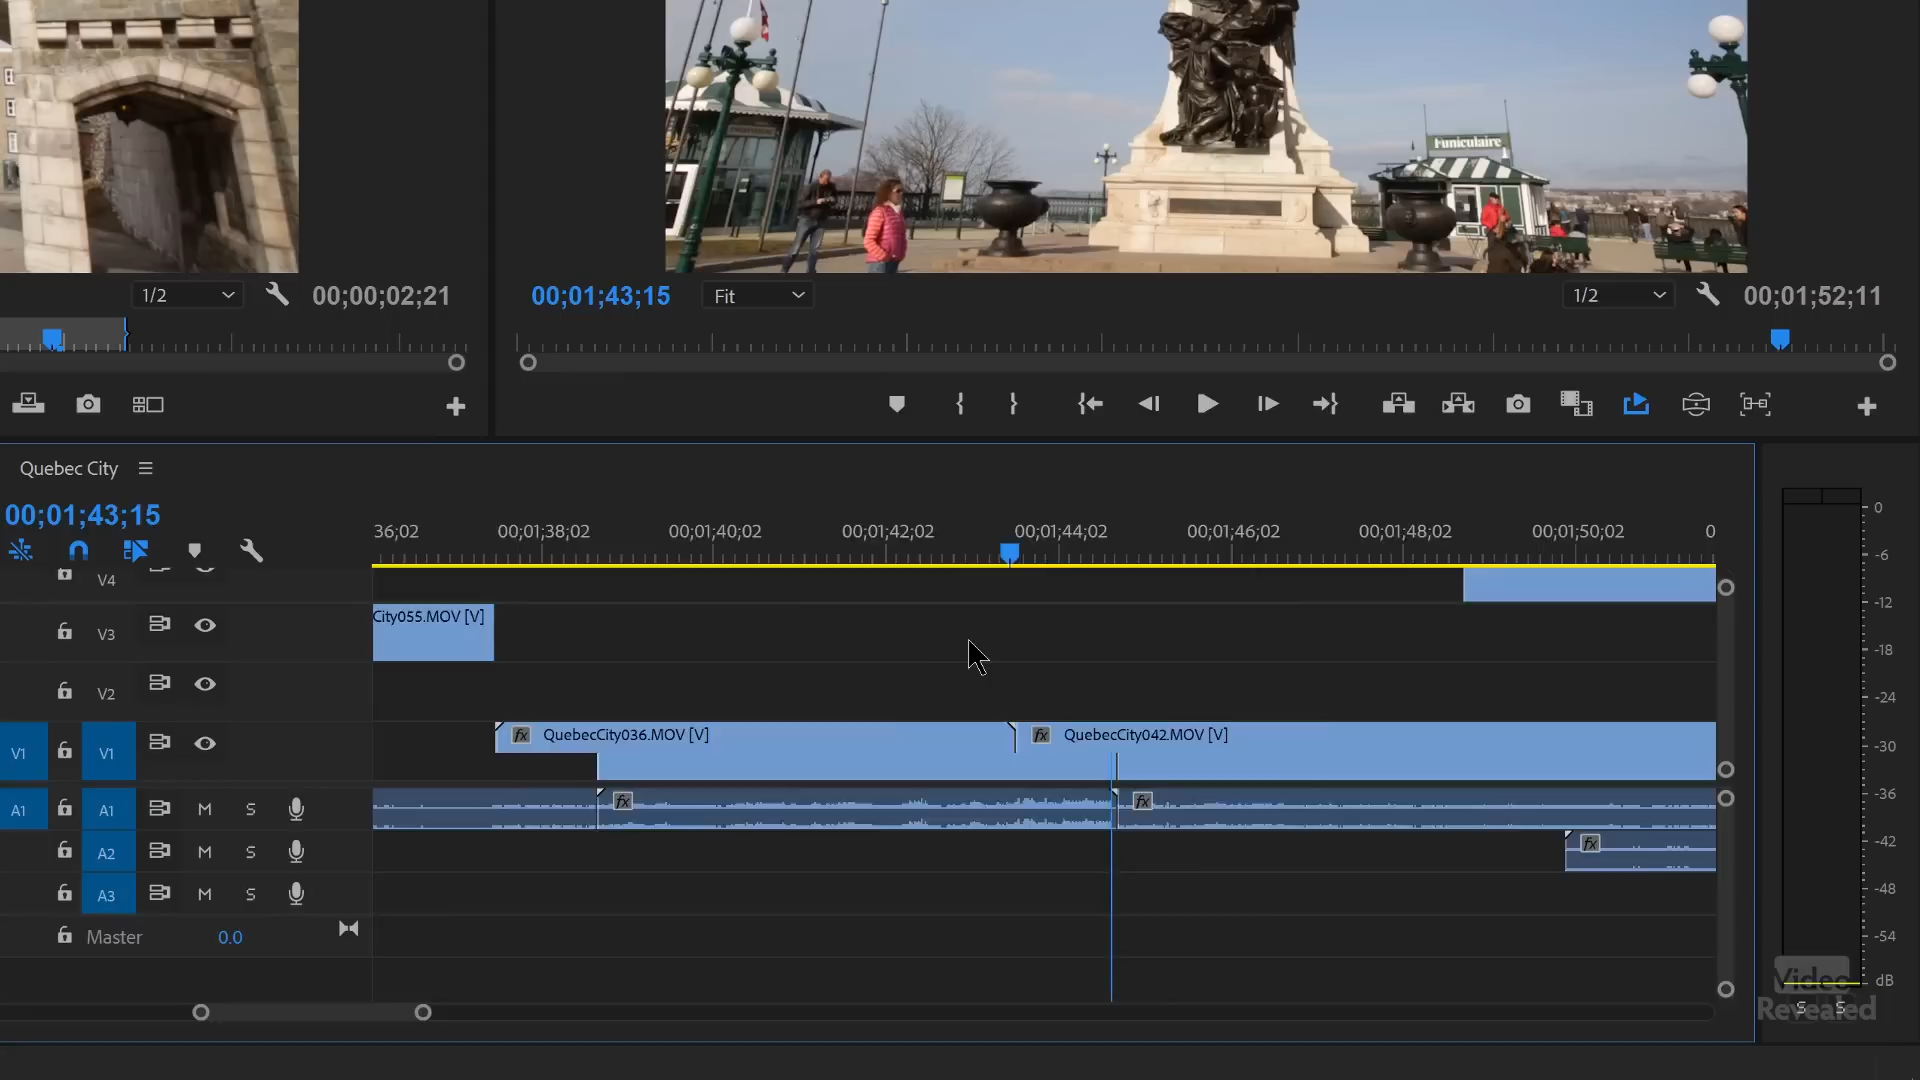 Funiculaire
1/2
00;00;02;21
00;01;43;15
Fit
1/2
00;01;52;11
Quebec City
00;01;43;15
36;02
00;01;38;02
00;01;40;02
00;01;42;02
00;01;44;02
00;01;46;02
00;01;48;02
00;01;50;02
0
V4
V3
City055.MOV [V]
V2
V1
V1
fx
QuebecCity036.MOV [V]
fx
QuebecCity042.MOV [V]
A1
A1
M
S
fx
fx
A2
M
S
fx
A3
M
S
Master
0.0
0
-6
-12
-18
-24
-30
-36
-42
-48
-54
dB
S
S
Video
Revealed